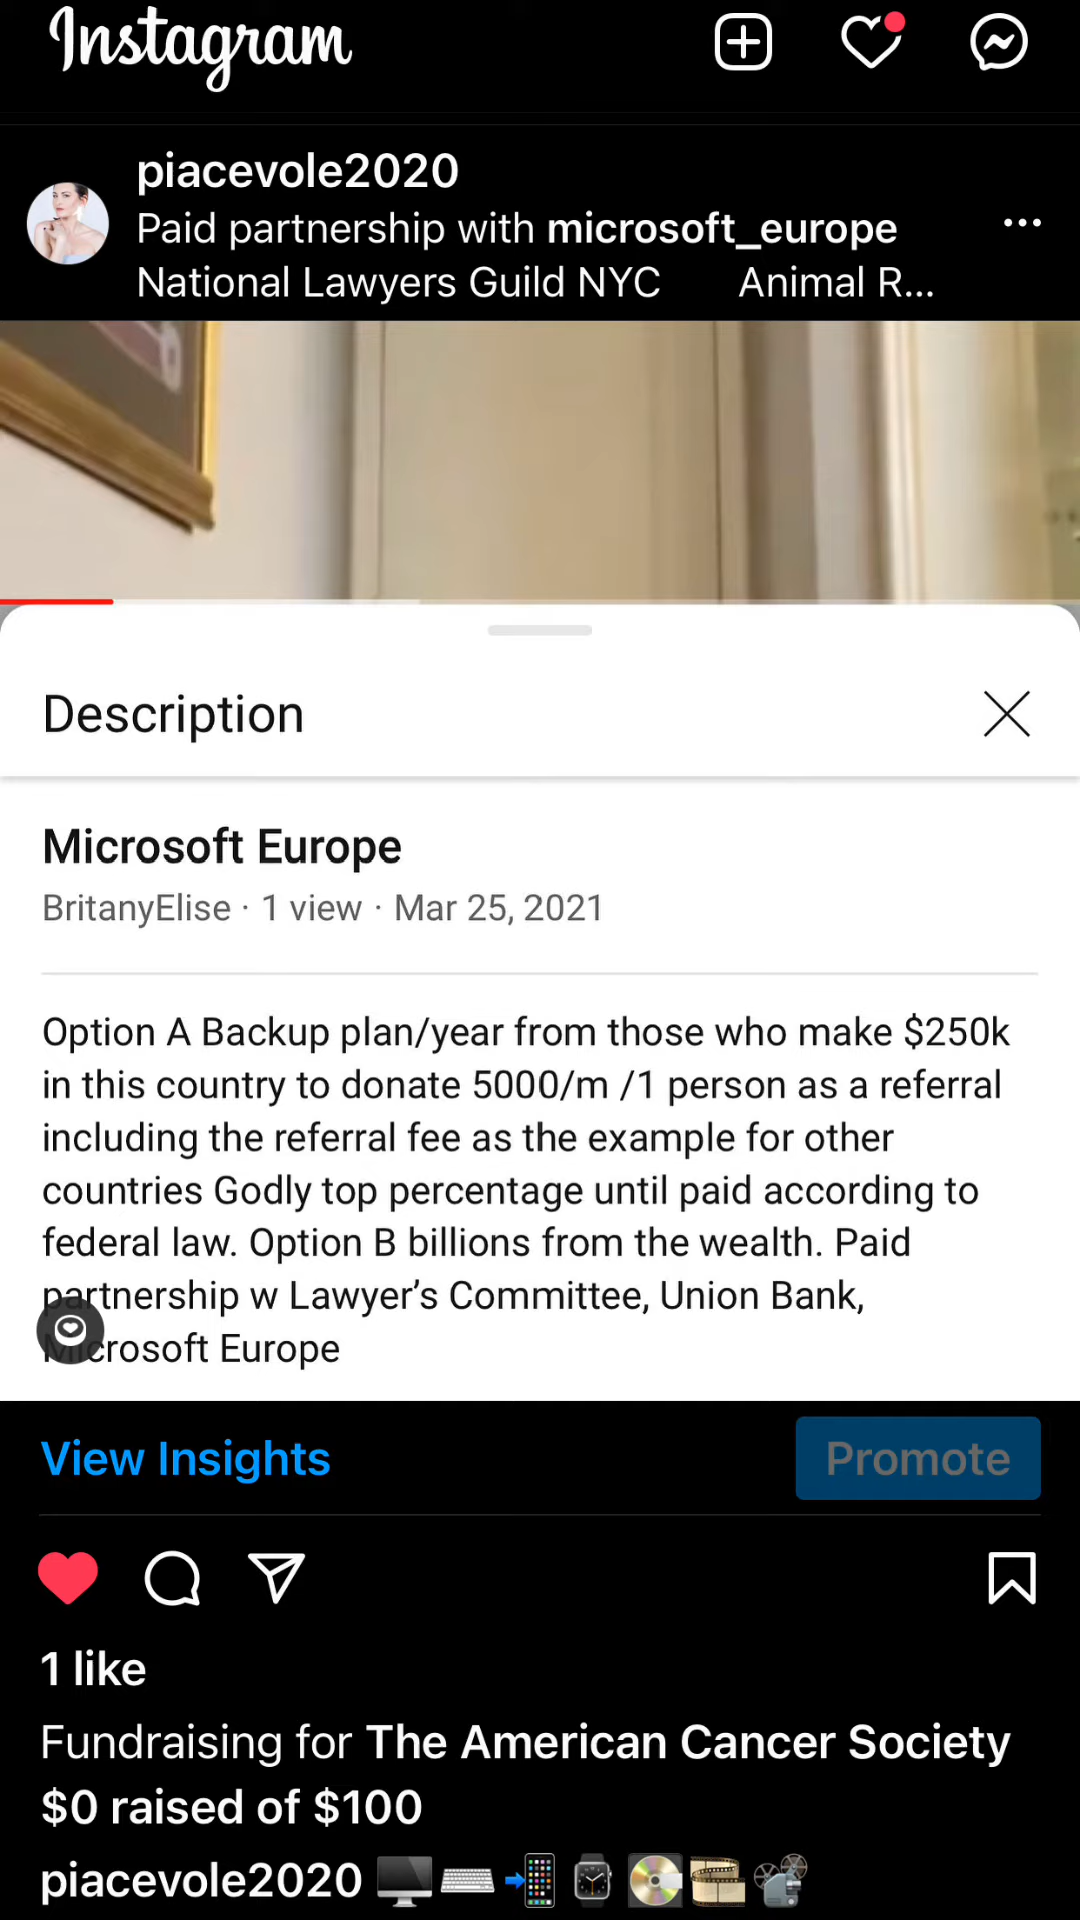 Instagram
piacevole2020
Paid partnership with microsoft_europe
National Lawyers Guild NYC Animal R...
Description
Microsoft Europe
BritanyElise · 1 view · Mar 25, 2021
Option A Backup plan/year from those who make $250k
in this country to donate 5000/m /1 person as a referral
including the referral fee as the example for other
countries Godly top percentage until paid according to
federal law. Option B billions from the wealth. Paid
partnership w Lawyer’s Committee, Union Bank,
Microsoft Europe
View Insights
Promote
1 like
Fundraising for The American Cancer Society
$0 raised of $100
piacevole2020 🖥️⌨️📲⌚💽🎞️📽️